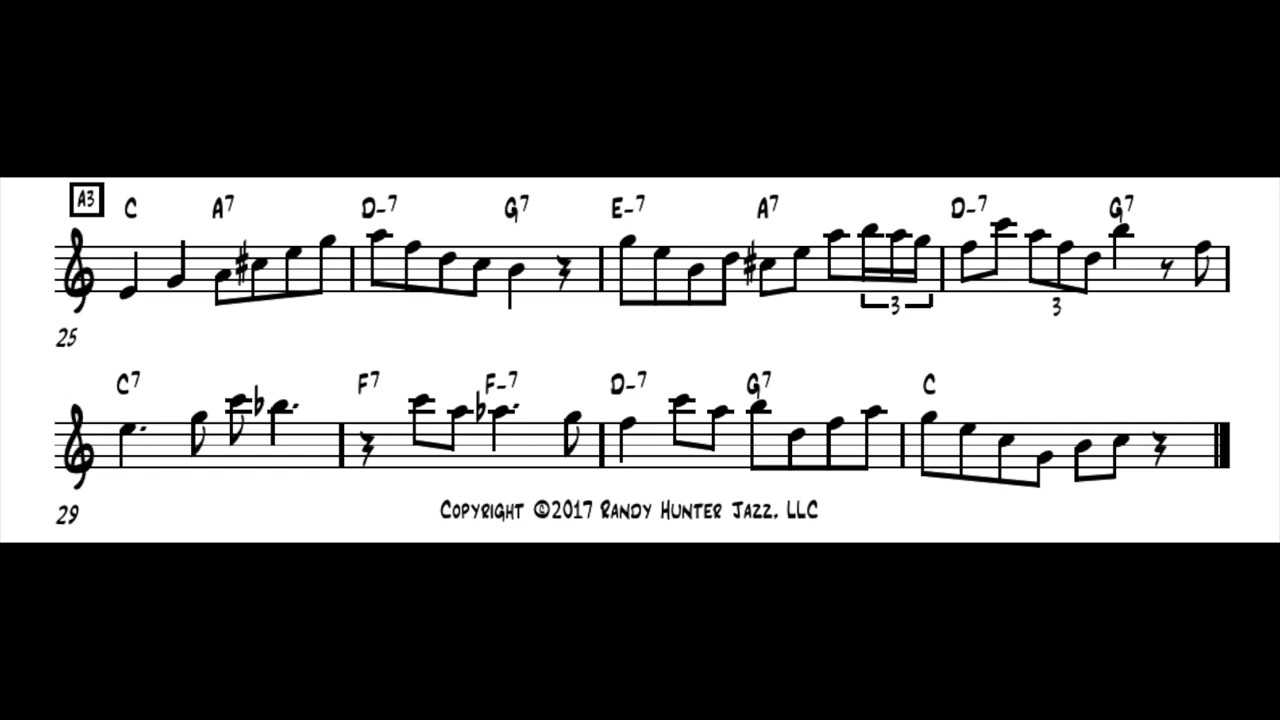 A3
C A7 D-7 G7 E-7 A7 D-7 G7
3 3
25
C7 F7 F-7 D-7 G7 C
29
Copyright ©2017 Randy Hunter Jazz, LLC